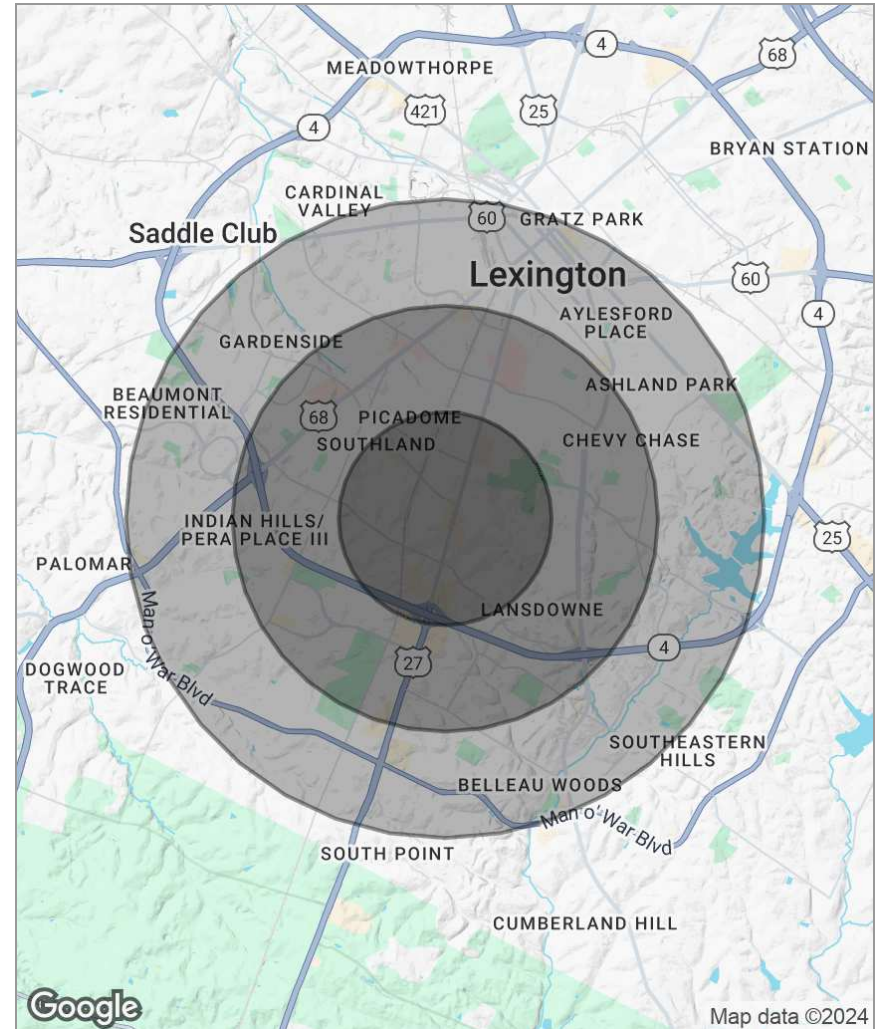 4
68
MEADOWTHORPE
421
25
4
BRYAN STATION
CARDINAL
VALLEY
60
GRATZ PARK
Saddle Club
Lexington
60
4
AYLESFORD
PLACE
GARDENSIDE
ASHLAND PARK
BEAUMONT
RESIDENTIAL
68
PICADOME
SOUTHLAND
CHEVY CHASE
INDIAN HILLS/
PERA PLACE III
25
PALOMAR
LANSDOWNE
4
27
Man o' War Blvd
DOGWOOD
TRACE
SOUTHEASTERN
HILLS
BELLEAU WOODS
Man o' War Blvd
SOUTH POINT
CUMBERLAND HILL
Google
Map data ©2024